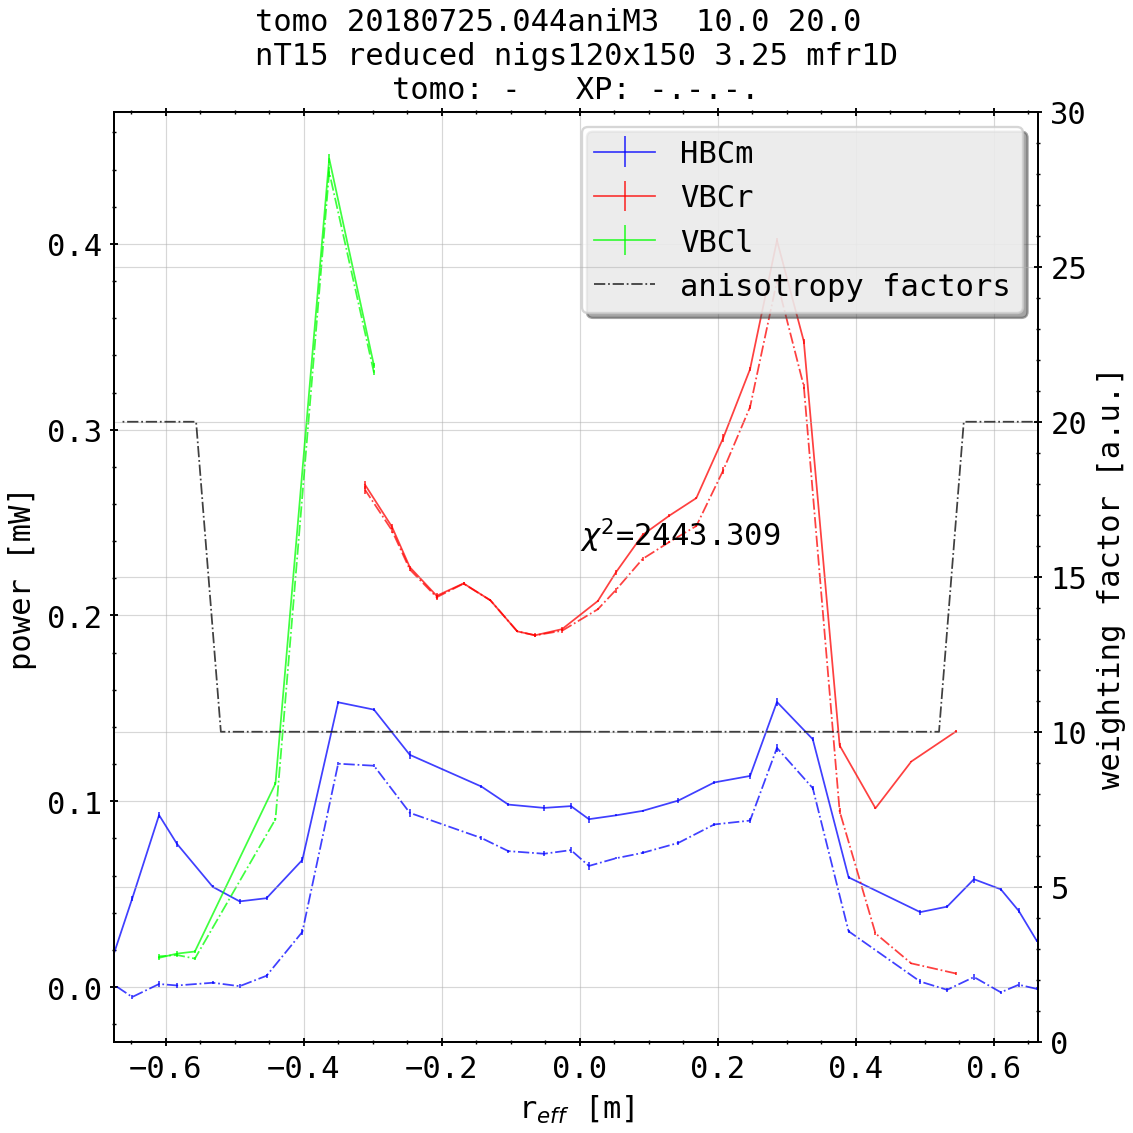 tomo 20180725.044aniM3  10.0 20.0
nT15 reduced nigs120x150 3.25 mfr1D
tomo: -   XP: -.-.-.
HBCm
VBCr
VBCl
anisotropy factors
χ²=2443.309
power [mW]
0.4
0.3
0.2
0.1
0.0
30
25
20
15
10
5
0
weighting factor [a.u.]
−0.6 −0.4 −0.2 0.0 0.2 0.4 0.6
r_eff [m]